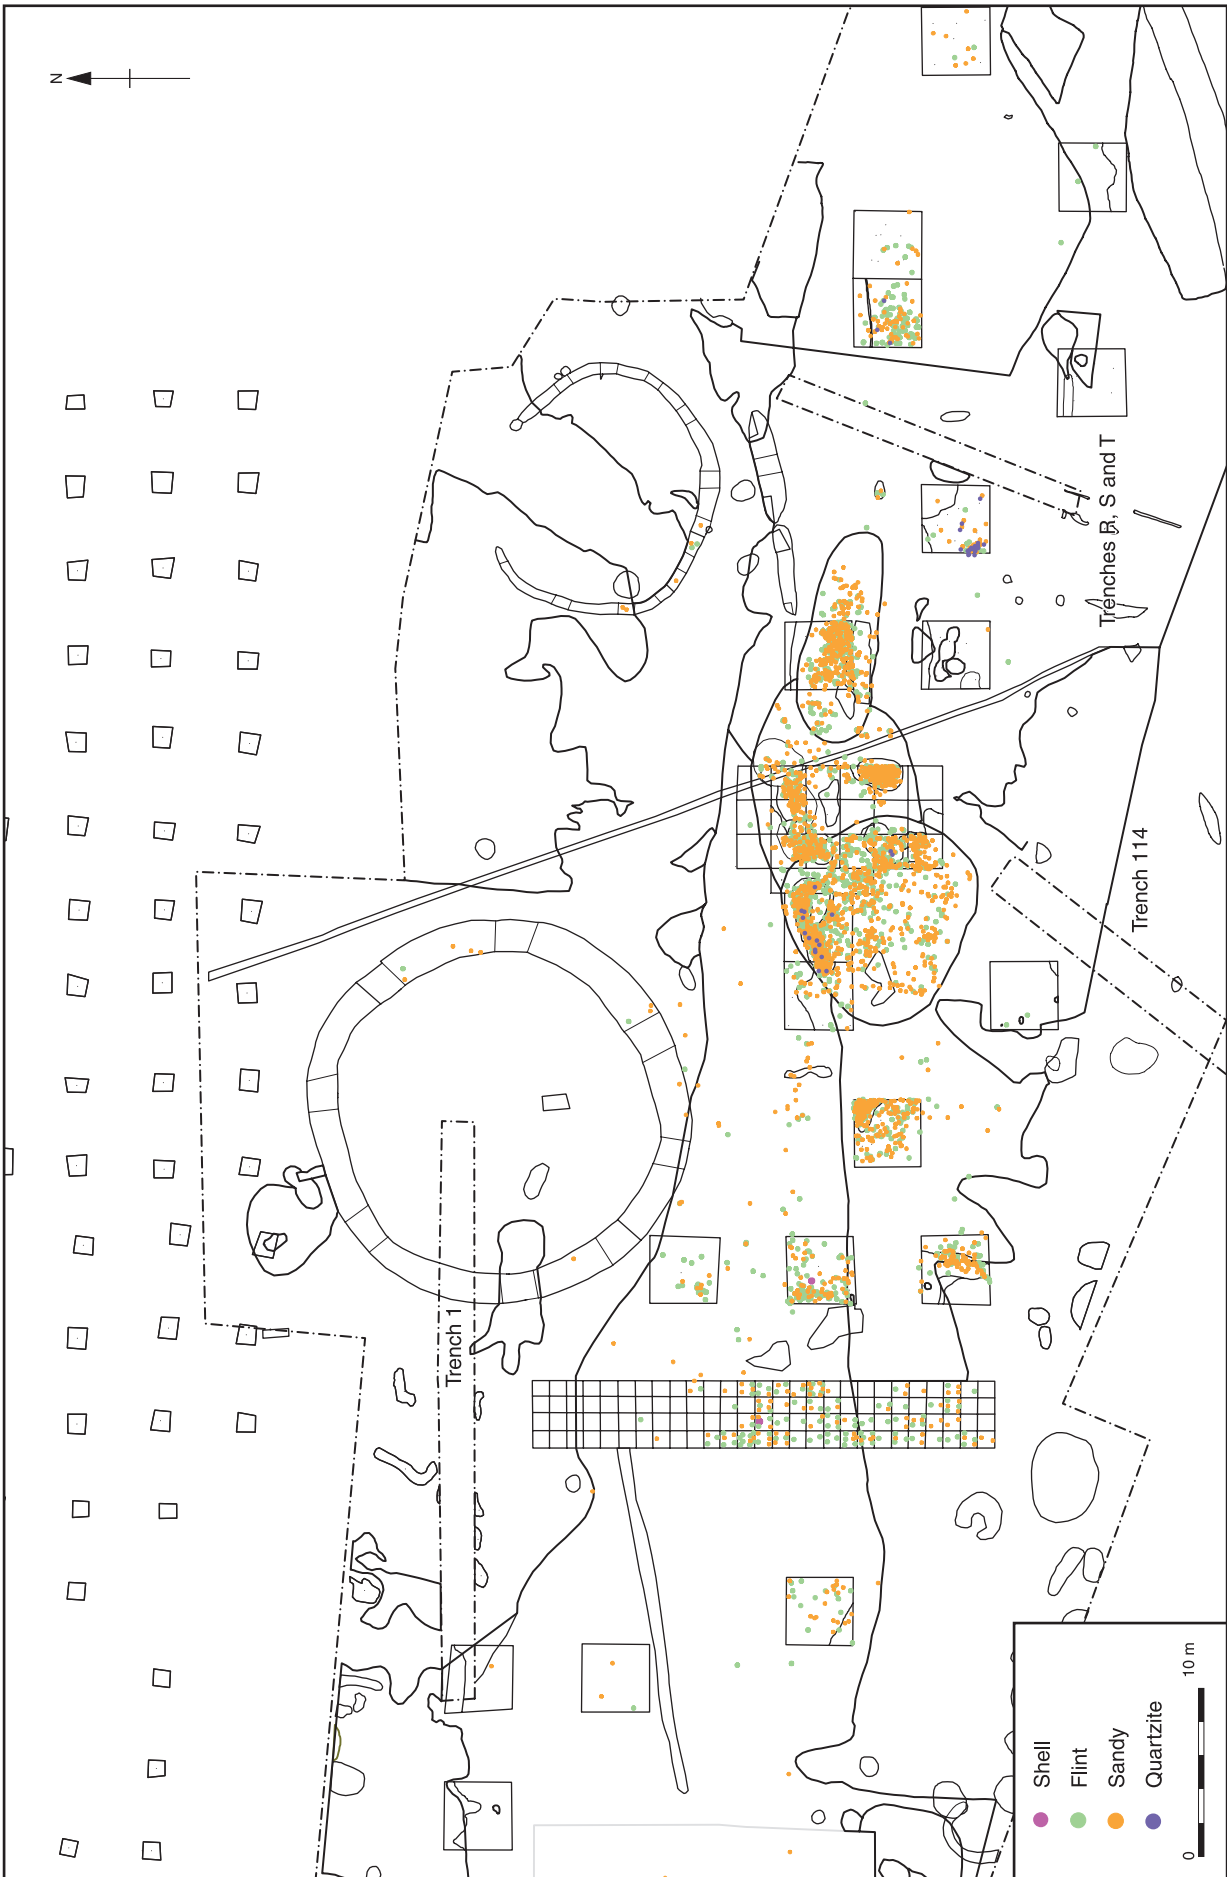 N
Trenches R, S and T
Trench 114
Trench 1
Shell
Flint
Sandy
Quartzite
0 10 m